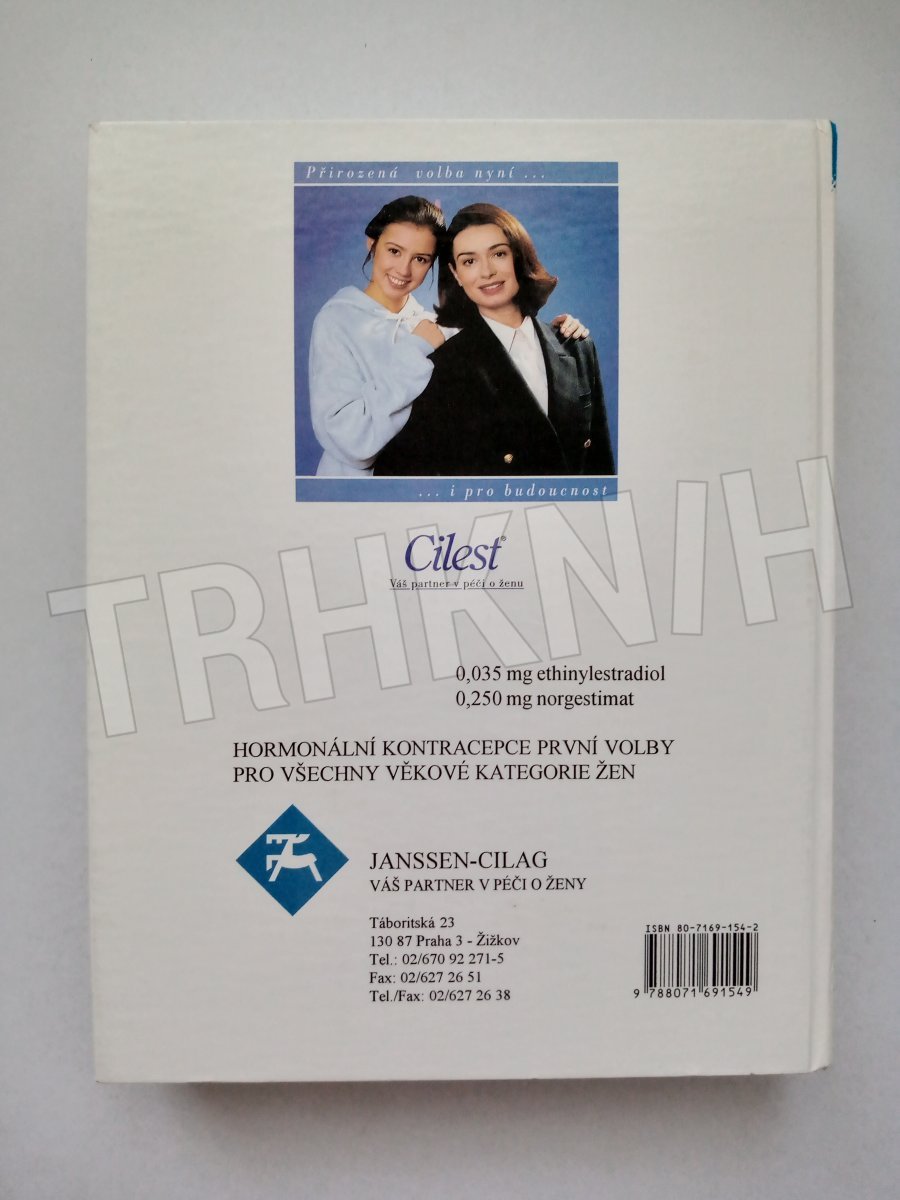 Přirozená volba nyní ...
... i pro budoucnost
Cilest®
Váš partner v péči o ženu
TRHKNIH
0,035 mg ethinylestradiol
0,250 mg norgestimat
HORMONÁLNÍ KONTRACEPCE PRVNÍ VOLBY
PRO VŠECHNY VĚKOVÉ KATEGORIE ŽEN
JANSSEN-CILAG
VÁŠ PARTNER V PÉČI O ŽENY
Táboritská 23
130 87 Praha 3 - Žižkov
Tel.: 02/670 92 271-5
Fax: 02/627 26 51
Tel./Fax: 02/627 26 38
ISBN 80-7169-154-2
9 788071 691549